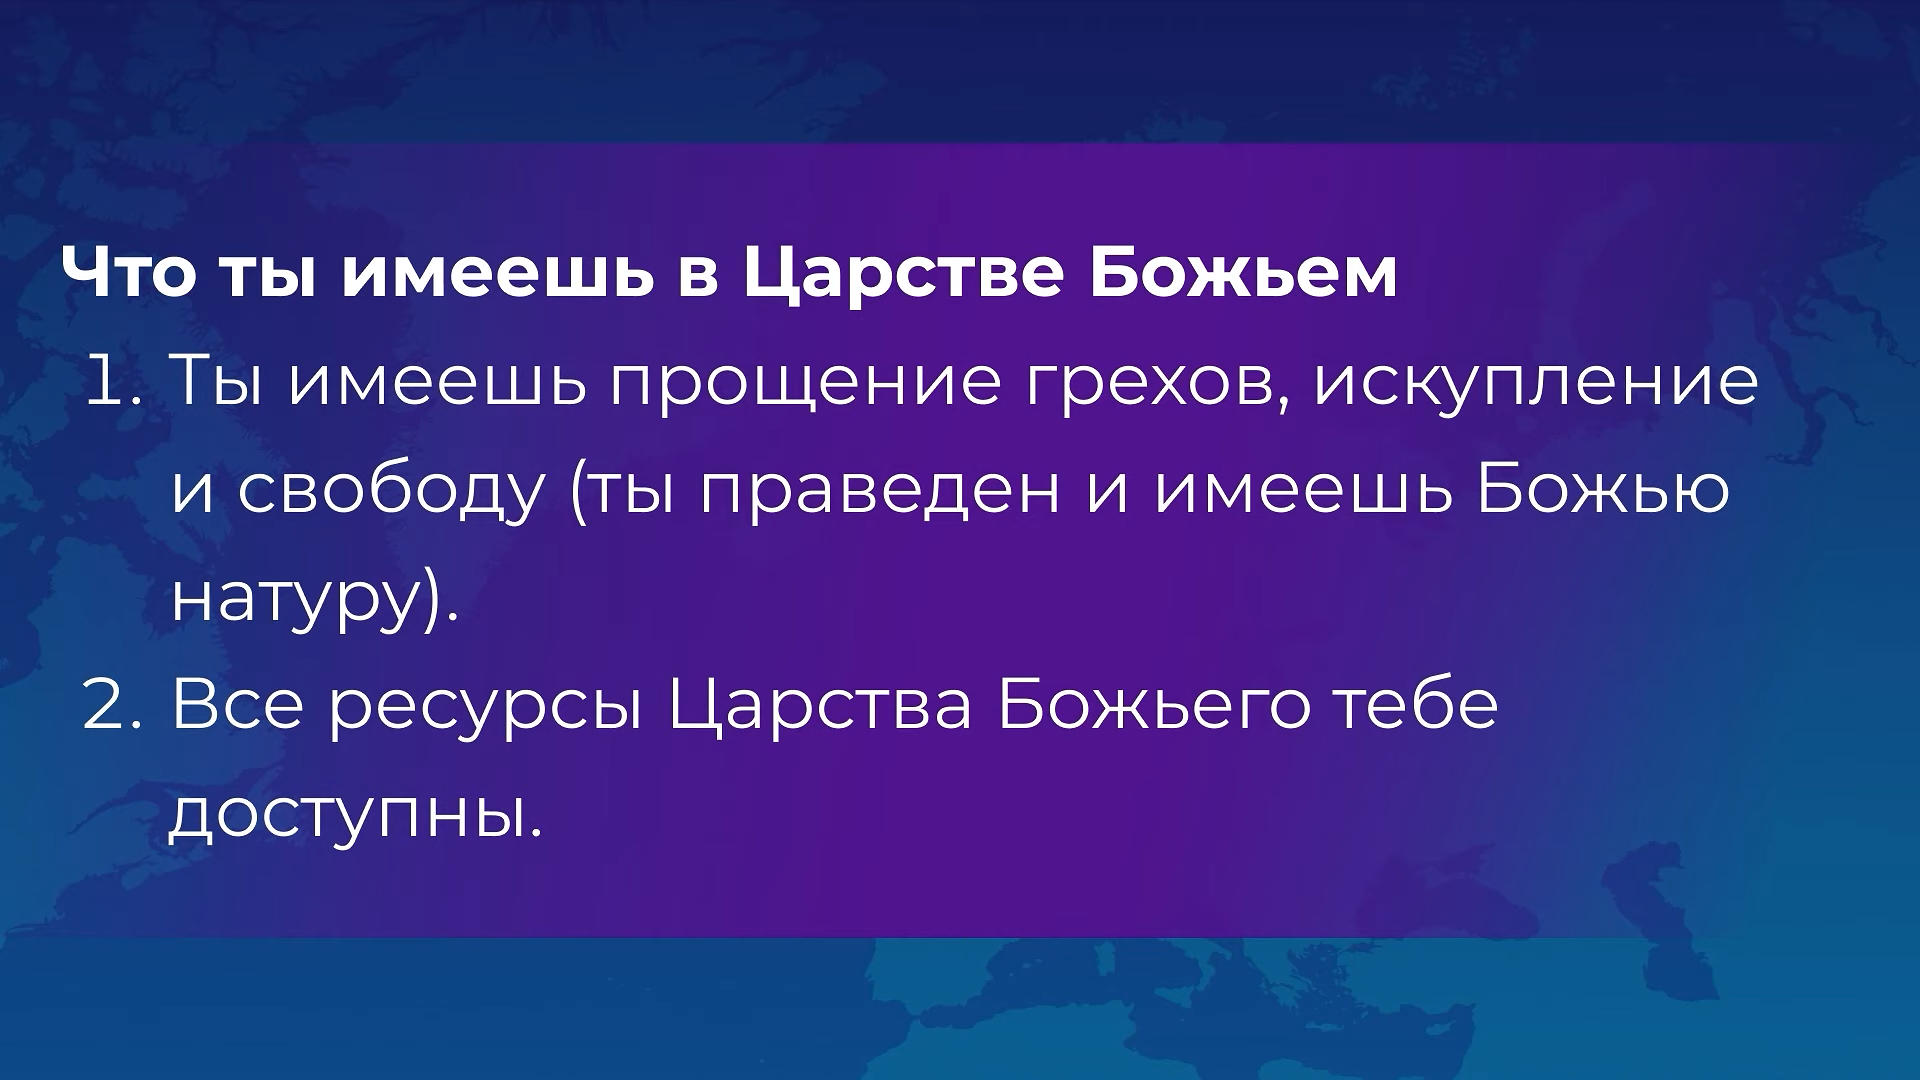 Что ты имеешь в Царстве Божьем
1. Ты имеешь прощение грехов, искупление
и свободу (ты праведен и имеешь Божью
натуру).
2. Все ресурсы Царства Божьего тебе
доступны.